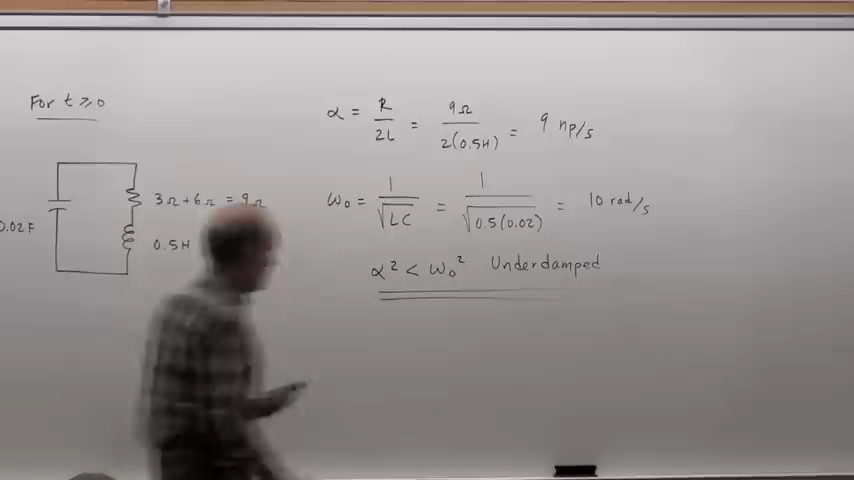 For t ≥ 0
α = R / 2L = 9Ω / 2(0.5H) = 9 np/s
3Ω + 6Ω = 9Ω
ω₀ = 1 / √LC = 1 / √0.5(0.02) = 10 rad/s
0.02F
0.5H
α² < ω₀² Underdamped